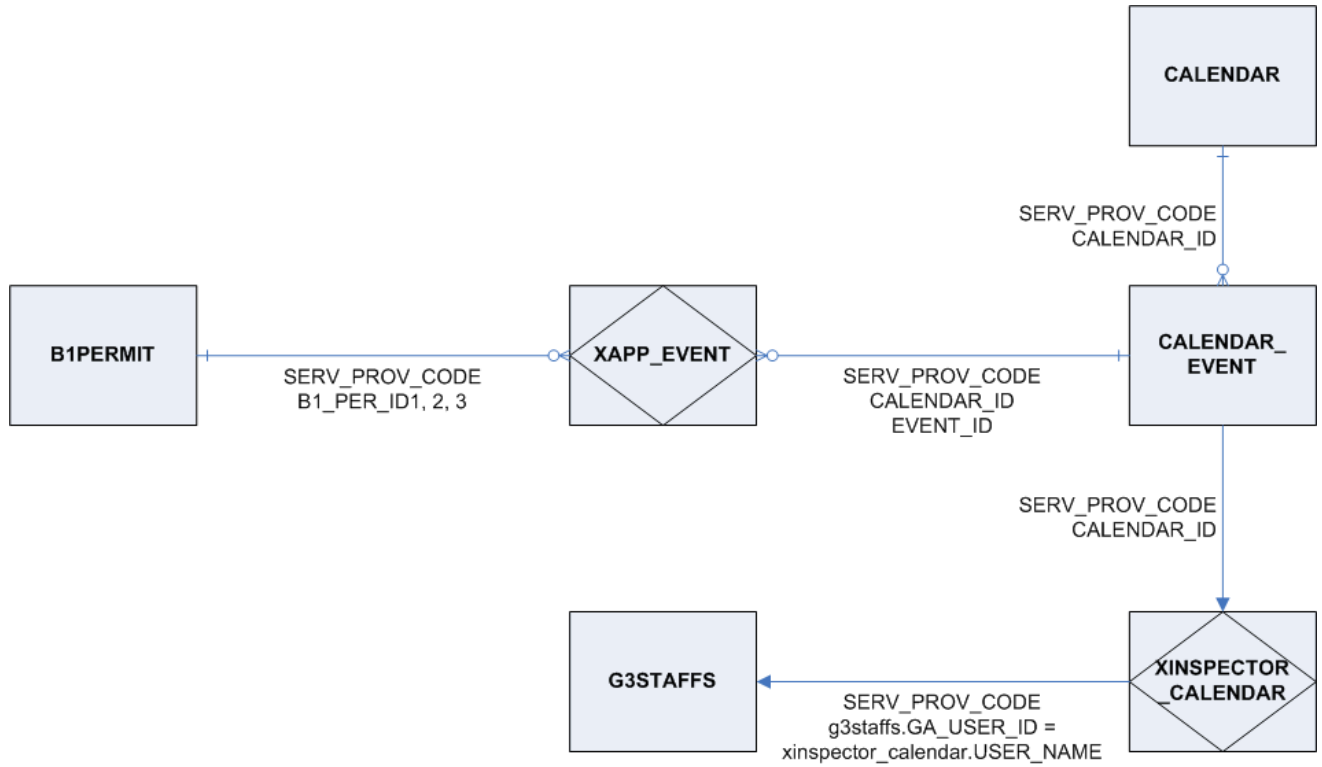 CALENDAR
SERV_PROV_CODE
CALENDAR_ID
B1PERMIT
SERV_PROV_CODE
B1_PER_ID1, 2, 3
XAPP_EVENT
SERV_PROV_CODE
CALENDAR_ID
EVENT_ID
CALENDAR_
EVENT
SERV_PROV_CODE
CALENDAR_ID
G3STAFFS
SERV_PROV_CODE
g3staffs.GA_USER_ID =
xinspector_calendar.USER_NAME
XINSPECTOR
_CALENDAR